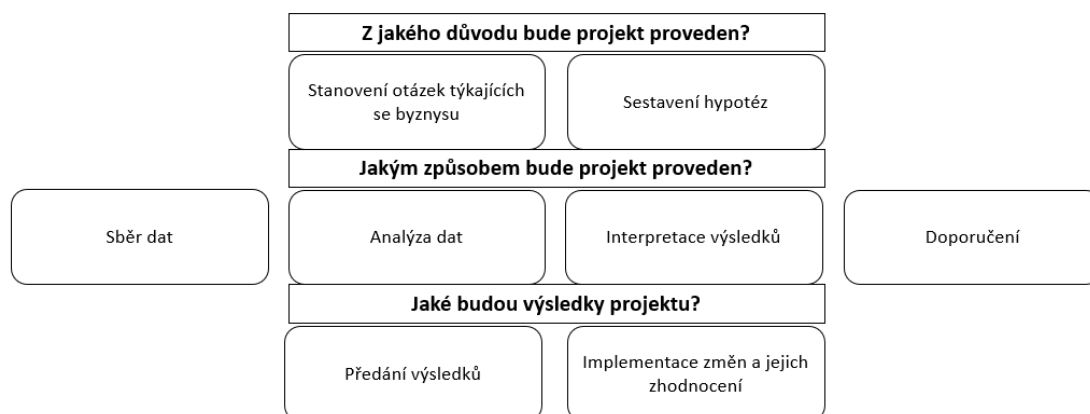 Z jakého důvodu bude projekt proveden?
Stanovení otázek týkajících
se byznysu
Sestavení hypotéz
Jakým způsobem bude projekt proveden?
Sběr dat
Analýza dat
Interpretace výsledků
Doporučení
Jaké budou výsledky projektu?
Předání výsledků
Implementace změn a jejich
zhodnocení